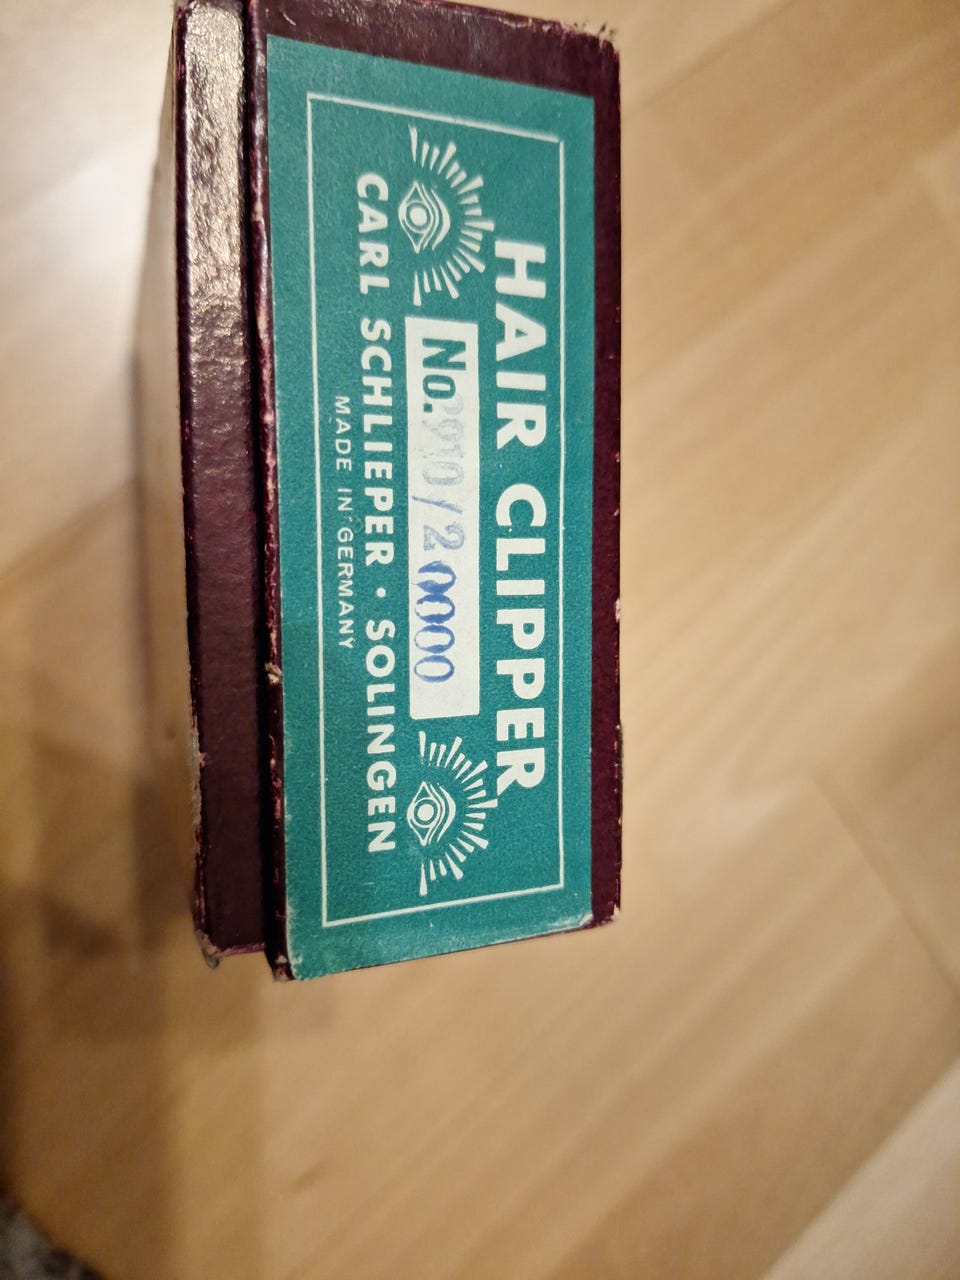 HAIR CLIPPER
No. 910/2 0000
CARL SCHLIEPER · SOLINGEN
MADE IN GERMANY